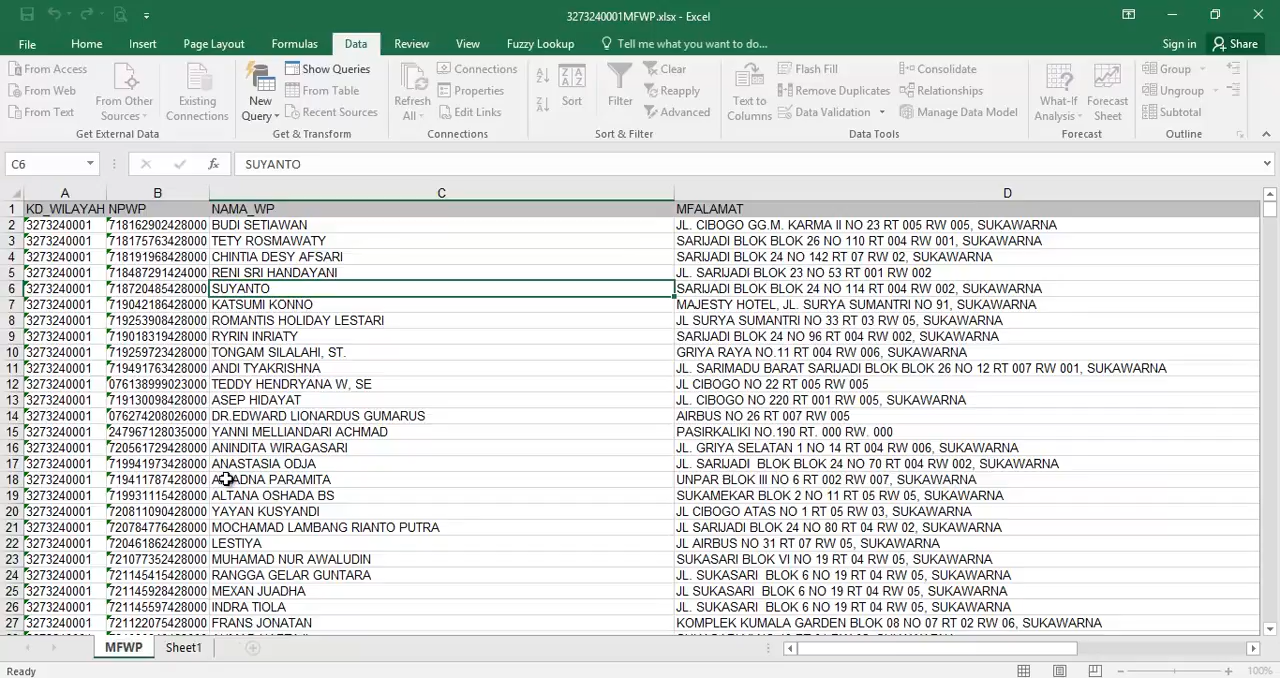 3273240001MFWP.xlsx - Excel
File Home Insert Page Layout Formulas Data Review View Fuzzy Lookup Tell me what you want to do... Sign in Share
From Access
From Web
From Text
From Other Sources
Existing Connections
Get External Data
New Query
Show Queries
From Table
Recent Sources
Get & Transform
Refresh All
Connections
Properties
Edit Links
Connections
Sort
Filter
Clear
Reapply
Advanced
Sort & Filter
Text to Columns
Flash Fill
Remove Duplicates
Data Validation
Consolidate
Relationships
Manage Data Model
Data Tools
What-If Analysis
Forecast Sheet
Forecast
Group
Ungroup
Subtotal
Outline
C6 fx SUYANTO
A B C D
1 KD_WILAYAH NPWP NAMA_WP MFALAMAT
2 3273240001 718162902428000 BUDI SETIAWAN JL. CIBOGO GG.M. KARMA II NO 23 RT 005 RW 005, SUKAWARNA
3 3273240001 718175763428000 TETY ROSMAWATY SARIJADI BLOK BLOK 26 NO 110 RT 004 RW 001, SUKAWARNA
4 3273240001 718191968428000 CHINTIA DESY AFSARI SARIJADI BLOK 24 NO 142 RT 07 RW 02, SUKAWARNA
5 3273240001 718487291424000 RENI SRI HANDAYANI JL. SARIJADI BLOK 23 NO 53 RT 001 RW 002
6 3273240001 718720485428000 SUYANTO SARIJADI BLOK BLOK 24 NO 114 RT 004 RW 002, SUKAWARNA
7 3273240001 719042186428000 KATSUMI KONNO MAJESTY HOTEL, JL. SURYA SUMANTRI NO 91, SUKAWARNA
8 3273240001 719253908428000 ROMANTIS HOLIDAY LESTARI JL SURYA SUMANTRI NO 33 RT 03 RW 05, SUKAWARNA
9 3273240001 719018319428000 RYRIN INRIATY SARIJADI BLOK 24 NO 96 RT 004 RW 002, SUKAWARNA
10 3273240001 719259723428000 TONGAM SILALAHI, ST. GRIYA RAYA NO.11 RT 004 RW 006, SUKAWARNA
11 3273240001 719491763428000 ANDI TYAKRISHNA JL. SARIMADU BARAT SARIJADI BLOK BLOK 26 NO 12 RT 007 RW 001, SUKAWARNA
12 3273240001 076138999023000 TEDDY HENDRYANA W, SE JL CIBOGO NO 22 RT 005 RW 005
13 3273240001 719130098428000 ASEP HIDAYAT JL CIBOGO NO 220 RT 001 RW 005, SUKAWARNA
14 3273240001 076274208026000 DR.EDWARD LIONARDUS GUMARUS AIRBUS NO 26 RT 007 RW 005
15 3273240001 247967128035000 YANNI MELLIANDARI ACHMAD PASIRKALIKI NO.190 RT. 000 RW. 000
16 3273240001 720561729428000 ANINDITA WIRAGASARI JL. GRIYA SELATAN 1 NO 14 RT 004 RW 006, SUKAWARNA
17 3273240001 719941973428000 ANASTASIA ODJA JL. SARIJADI BLOK BLOK 24 NO 70 RT 004 RW 002, SUKAWARNA
18 3273240001 719411787428000 PARAMITA UNPAR BLOK III NO 6 RT 002 RW 007, SUKAWARNA
19 3273240001 719931115428000 ALTANA OSHADA BS SUKAMEKAR BLOK 2 NO 11 RT 05 RW 05, SUKAWARNA
20 3273240001 720811090428000 YAYAN KUSYANDI JL CIBOGO ATAS NO 1 RT 05 RW 03, SUKAWARNA
21 3273240001 720784776428000 MOCHAMAD LAMBANG RIANTO PUTRA JL SARIJADI BLOK 24 NO 80 RT 04 RW 02, SUKAWARNA
22 3273240001 720461862428000 LESTIYA JL AIRBUS NO 31 RT 07 RW 05, SUKAWARNA
23 3273240001 721077352428000 MUHAMAD NUR AWALUDIN SUKASARI BLOK VI NO 19 RT 04 RW 05, SUKAWARNA
24 3273240001 721145415428000 RANGGA GELAR GUNTARA JL. SUKASARI BLOK 6 NO 19 RT 04 RW 05, SUKAWARNA
25 3273240001 721145928428000 MEXAN JUADHA JL SUKASARI BLOK 6 NO 19 RT 04 RW 05, SUKAWARNA
26 3273240001 721145597428000 INDRA TIOLA JL. SUKASARI BLOK 6 NO 19 RT 04 RW 05, SUKAWARNA
27 3273240001 721122075428000 FRANS JONATAN KOMPLEK KUMALA GARDEN BLOK 08 NO 07 RT 02 RW 06, SUKAWARNA
MFWP Sheet1
Ready 100%